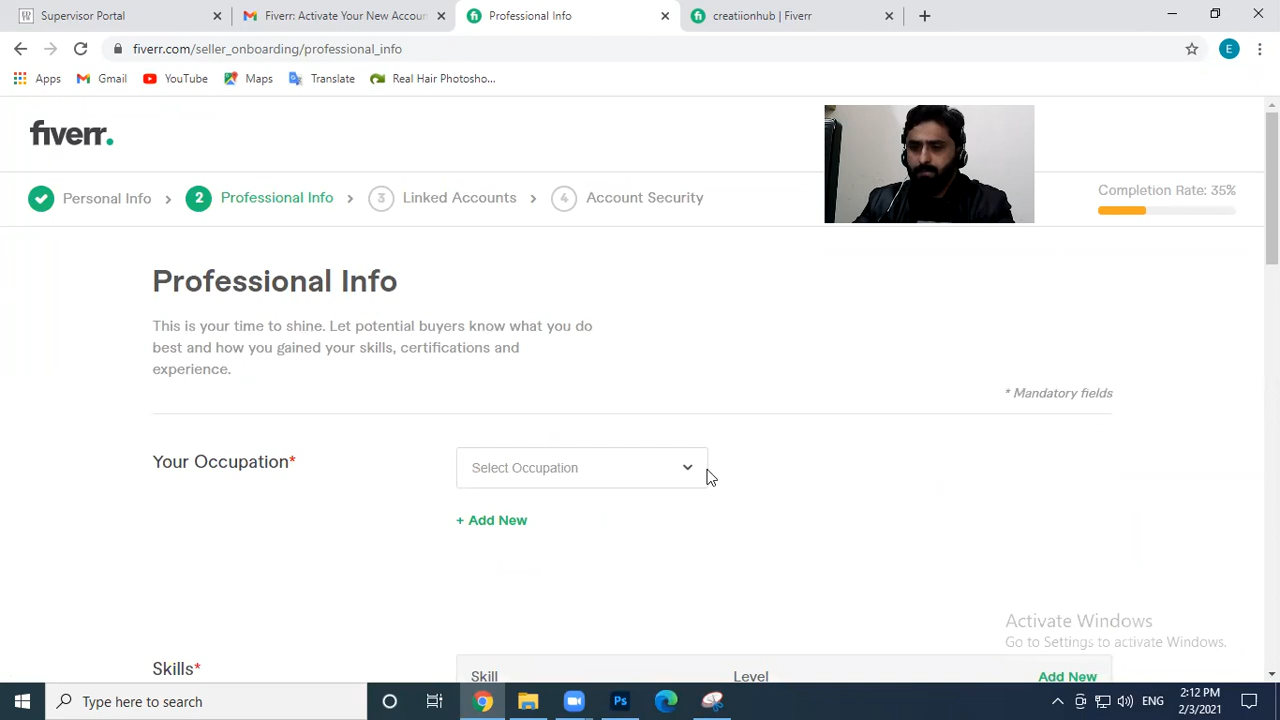 Supervisor Portal
Fiverr: Activate Your New Accoun
Professional Info
creatiionhub | Fiverr
fiverr.com/seller_onboarding/professional_info
E
Apps
Gmail
YouTube
Maps
Translate
Real Hair Photosho...
fiverr.
Personal Info
2 Professional Info
3 Linked Accounts
4 Account Security
Completion Rate: 35%
Professional Info
This is your time to shine. Let potential buyers know what you do
best and how you gained your skills, certifications and
experience.
* Mandatory fields
Your Occupation*
Select Occupation
+ Add New
Activate Windows
Go to Settings to activate Windows.
Skills*
Skill
Level
Add New
Type here to search
Ps
ENG
2:12 PM
2/3/2021